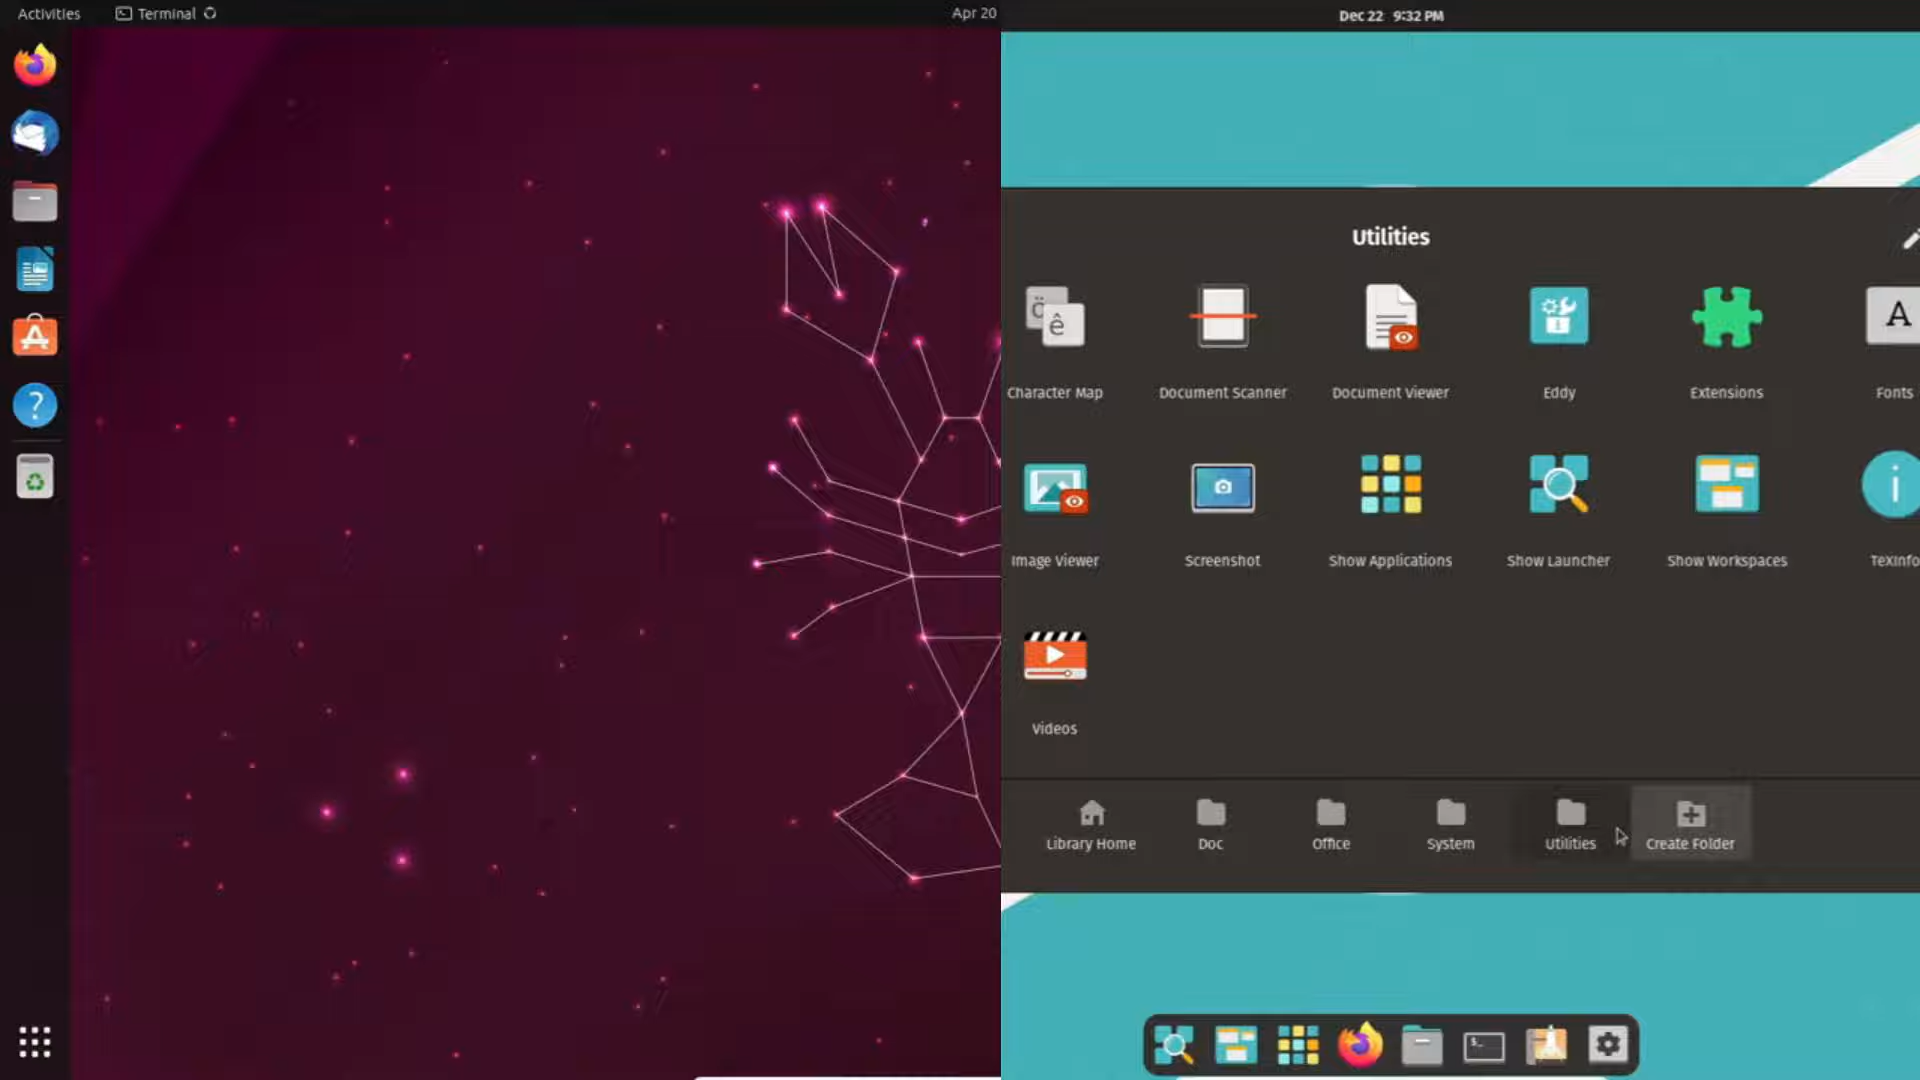 Activities
Terminal
Apr 20
Dec 22 9:32 PM
Utilities
Character Map
Document Scanner
Document Viewer
Eddy
Extensions
Fonts
Image Viewer
Screenshot
Show Applications
Show Launcher
Show Workspaces
TeXInfo
Videos
Library Home
Doc
Office
System
Utilities
Create Folder